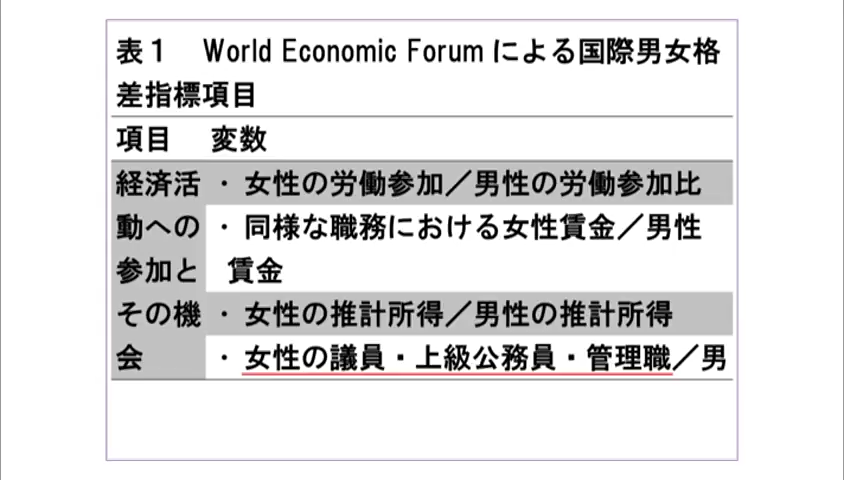 表１　World Economic Forum による国際男女格
差指標項目
項目　変数
経済活動への参加とその機会
・女性の労働参加／男性の労働参加比
・同様な職務における女性賃金／男性
賃金
・女性の推計所得／男性の推計所得
・女性の議員・上級公務員・管理職／男